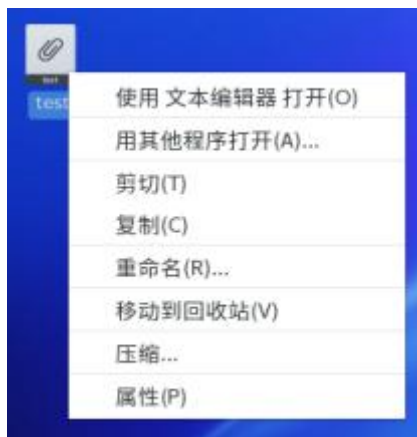 test
test
使用 文本编辑器 打开(O)
用其他程序打开(A)...
剪切(T)
复制(C)
重命名(R)...
移动到回收站(V)
压缩...
属性(P)